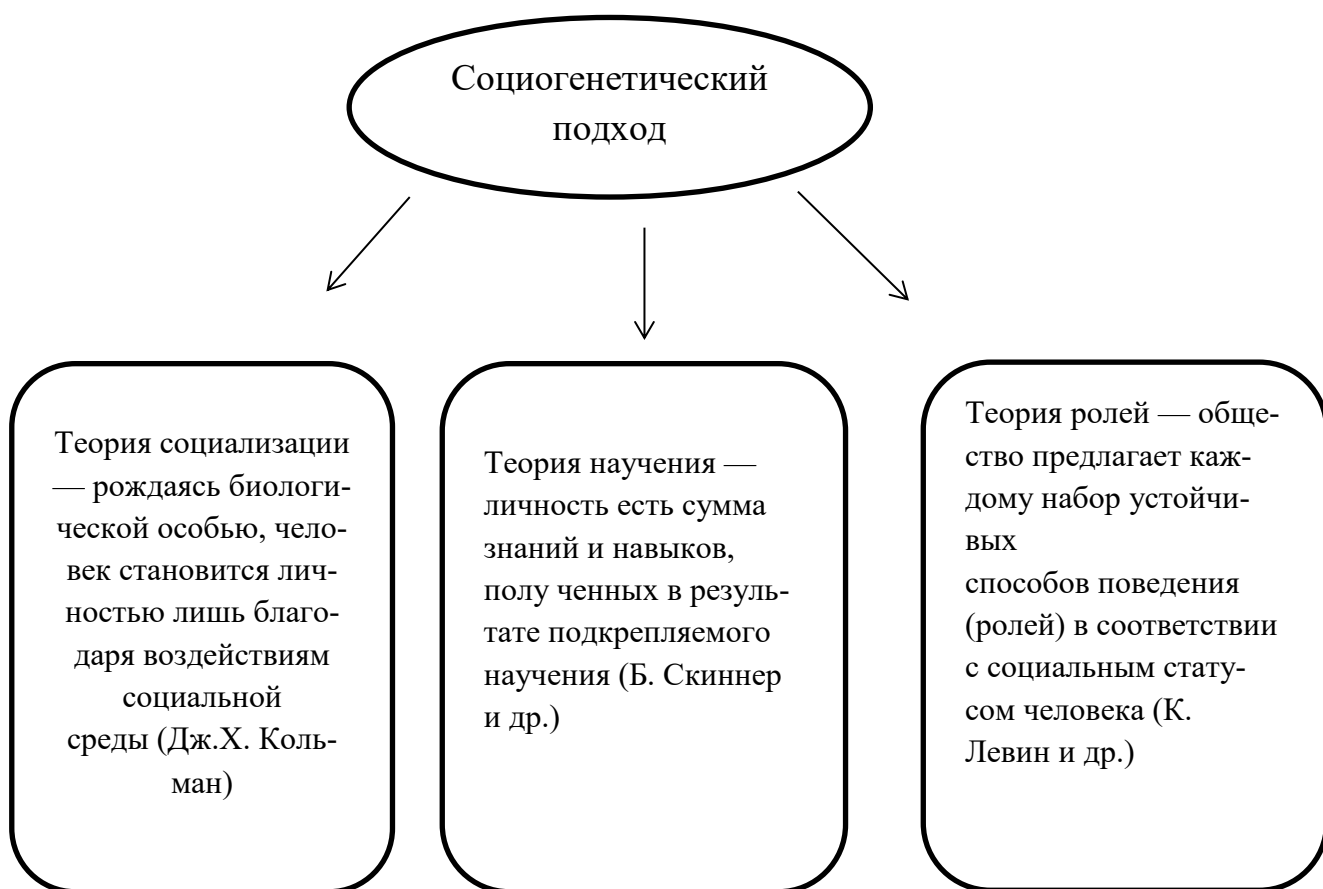 Социогенетический
подход
Теория социализации
— рождаясь биологи-
ческой особью, чело-
век становится лич-
ностью лишь благо-
даря воздействиям
социальной
среды (Дж.Х. Коль-
ман)
Теория научения —
личность есть сумма
знаний и навыков,
полу ченных в резуль-
тате подкрепляемого
научения (Б. Скиннер
и др.)
Теория ролей — обще-
ство предлагает каж-
дому набор устойчи-
вых
способов поведения
(ролей) в соответствии
с социальным стату-
сом человека (К.
Левин и др.)